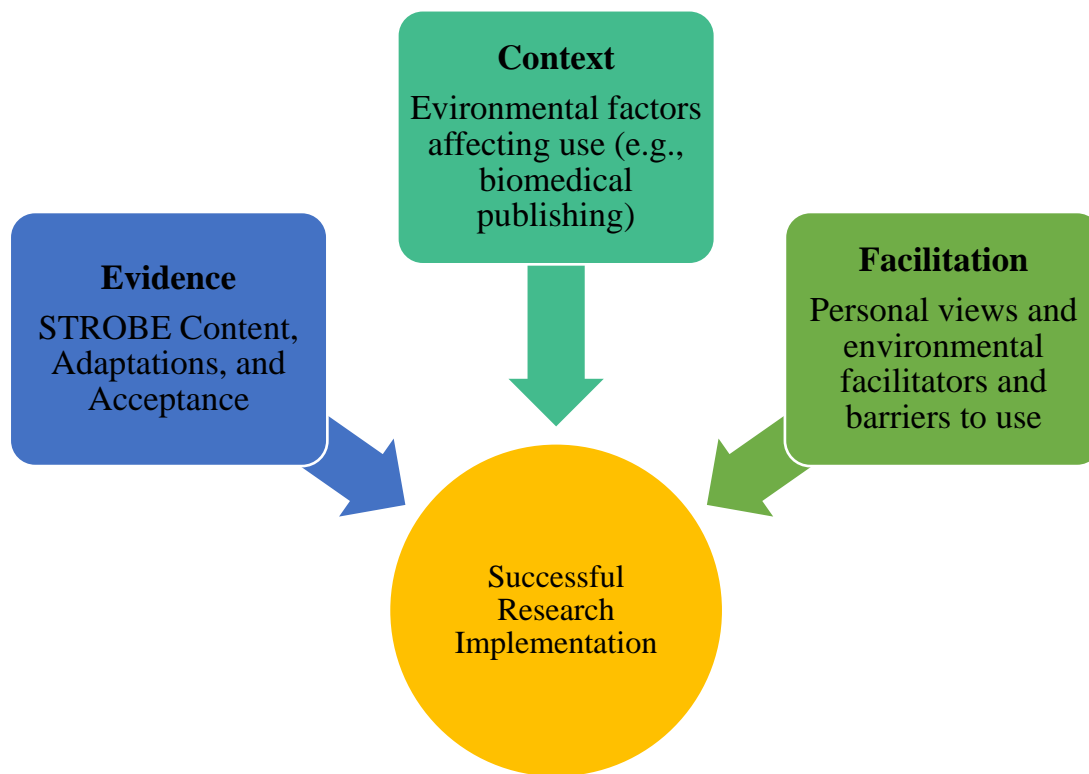 Context
Evironmental factors
affecting use (e.g.,
biomedical
publishing)
Evidence
STROBE Content,
Adaptations, and
Acceptance
Facilitation
Personal views and
environmental
facilitators and
barriers to use
Successful
Research
Implementation